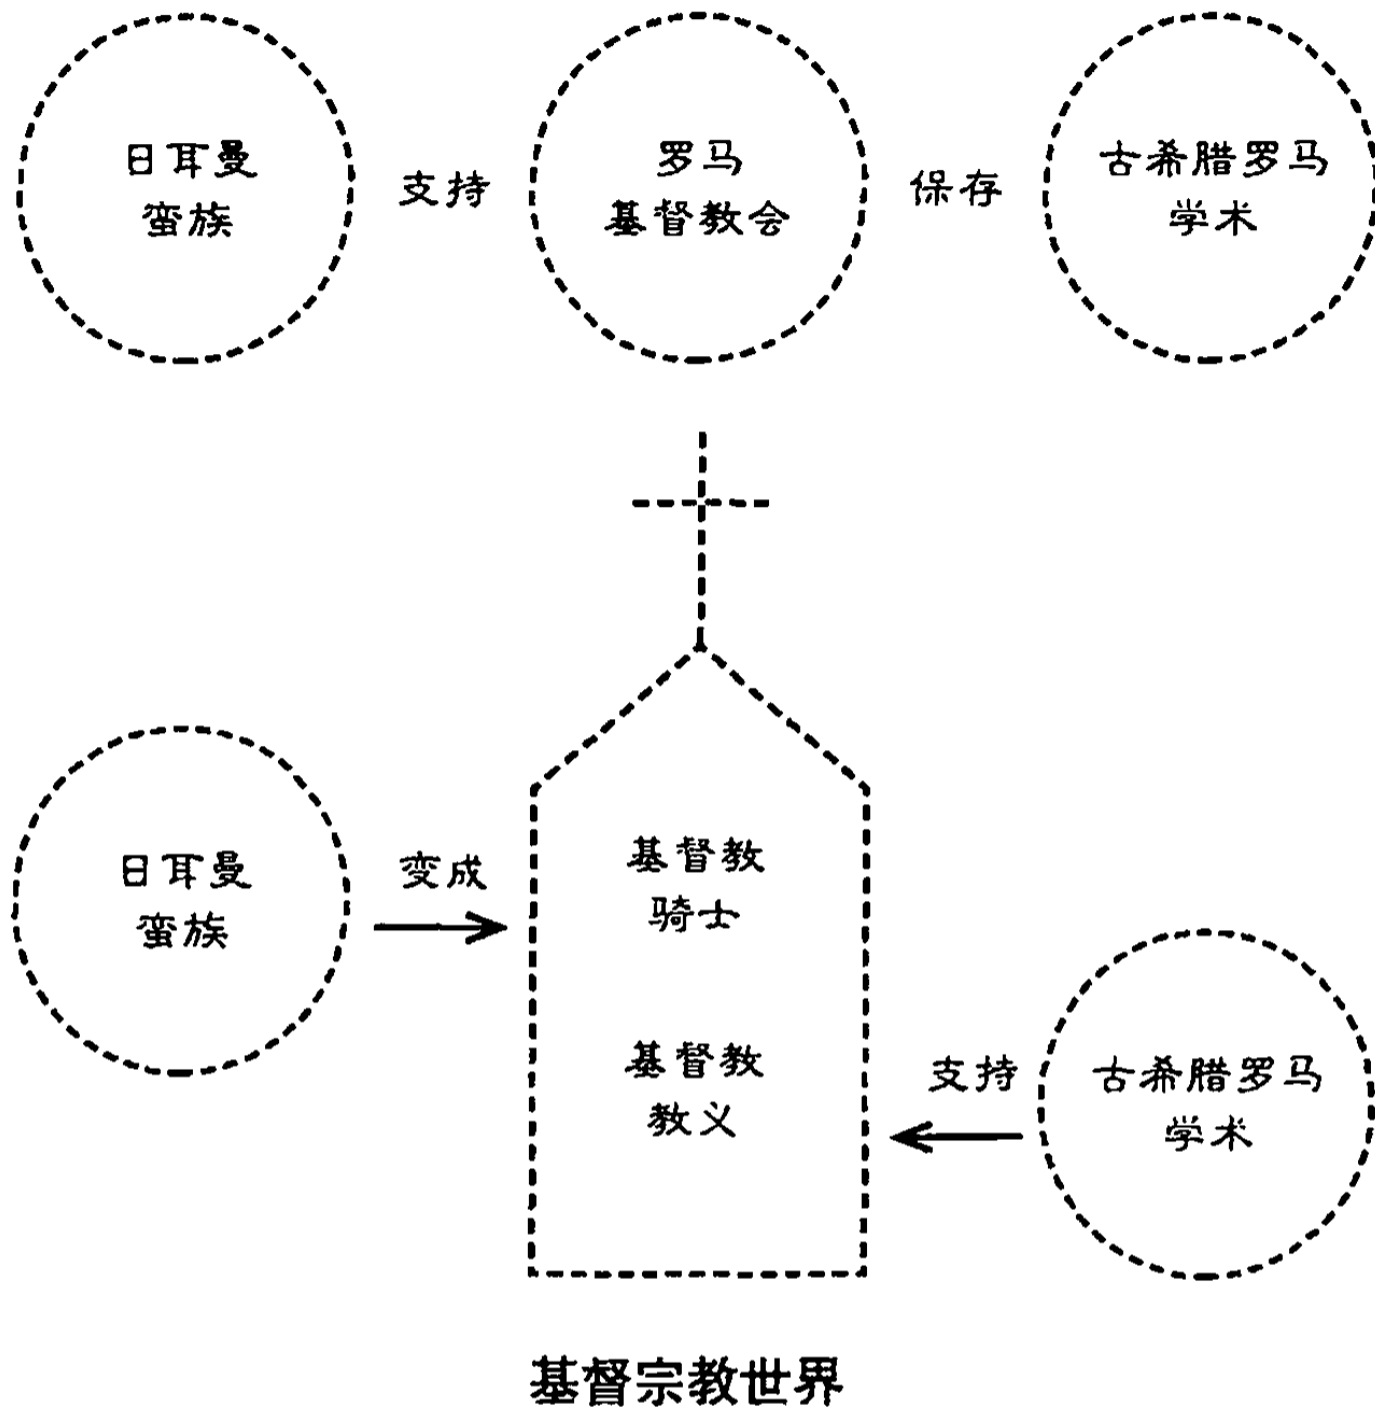 日耳曼
蛮族
支持
罗马
基督教会
保存
古希腊罗马
学术
日耳曼
蛮族
变成
基督教
骑士
基督教
教义
支持
古希腊罗马
学术
基督宗教世界